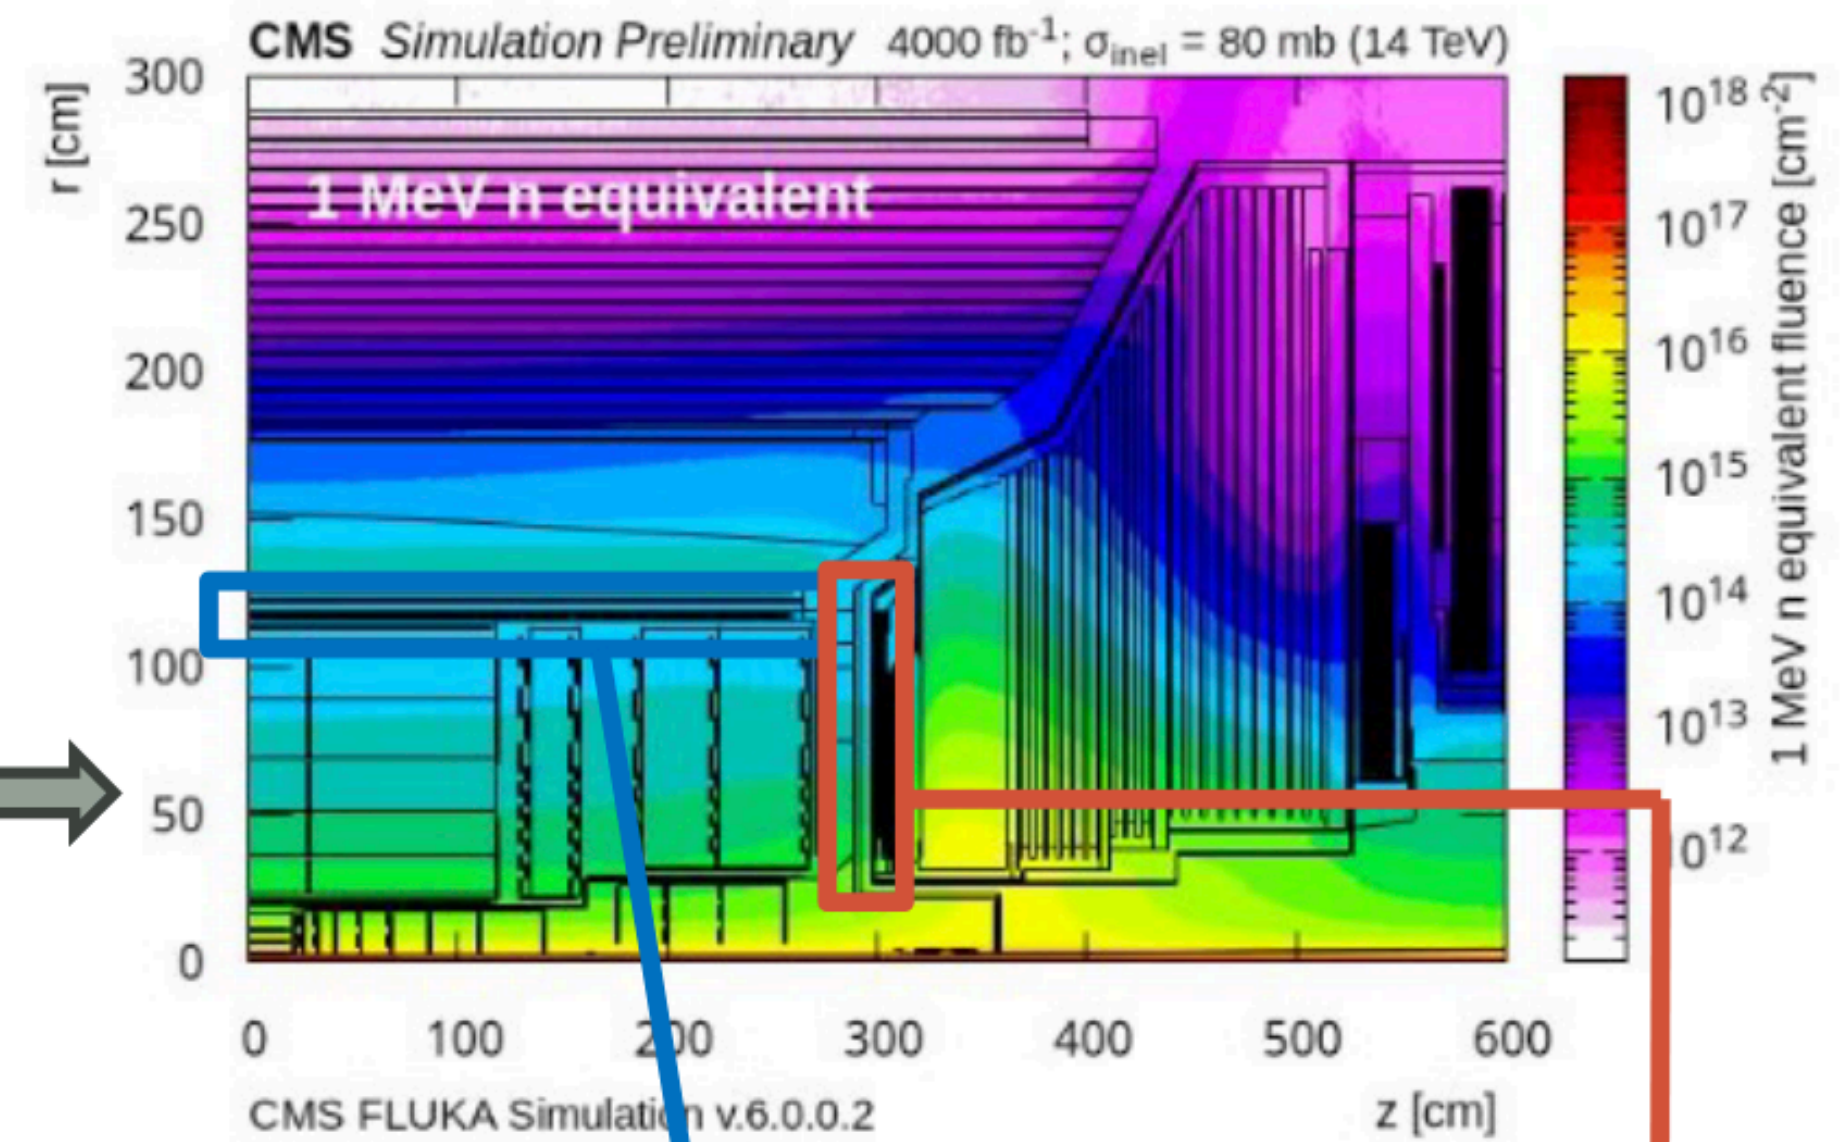 CMS Simulation Preliminary 4000 fb⁻¹; σ_inel = 80 mb (14 TeV)
r [cm]
300
250
200
150
100
50
0
1 MeV n equivalent
0 100 200 300 400 500 600
z [cm]
CMS FLUKA Simulation v.6.0.0.2
10¹⁸
10¹⁷
10¹⁶
10¹⁵
10¹⁴
10¹³
10¹²
1 MeV n equivalent fluence [cm⁻²]